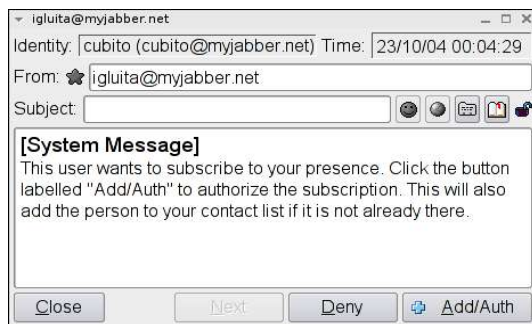 igluita@myjabber.net
Identity: cubito (cubito@myjabber.net) Time: 23/10/04 00:04:29
From: igluita@myjabber.net
Subject:
[System Message]
This user wants to subscribe to your presence. Click the button
labelled "Add/Auth" to authorize the subscription. This will also
add the person to your contact list if it is not already there.
Close Next Deny Add/Auth